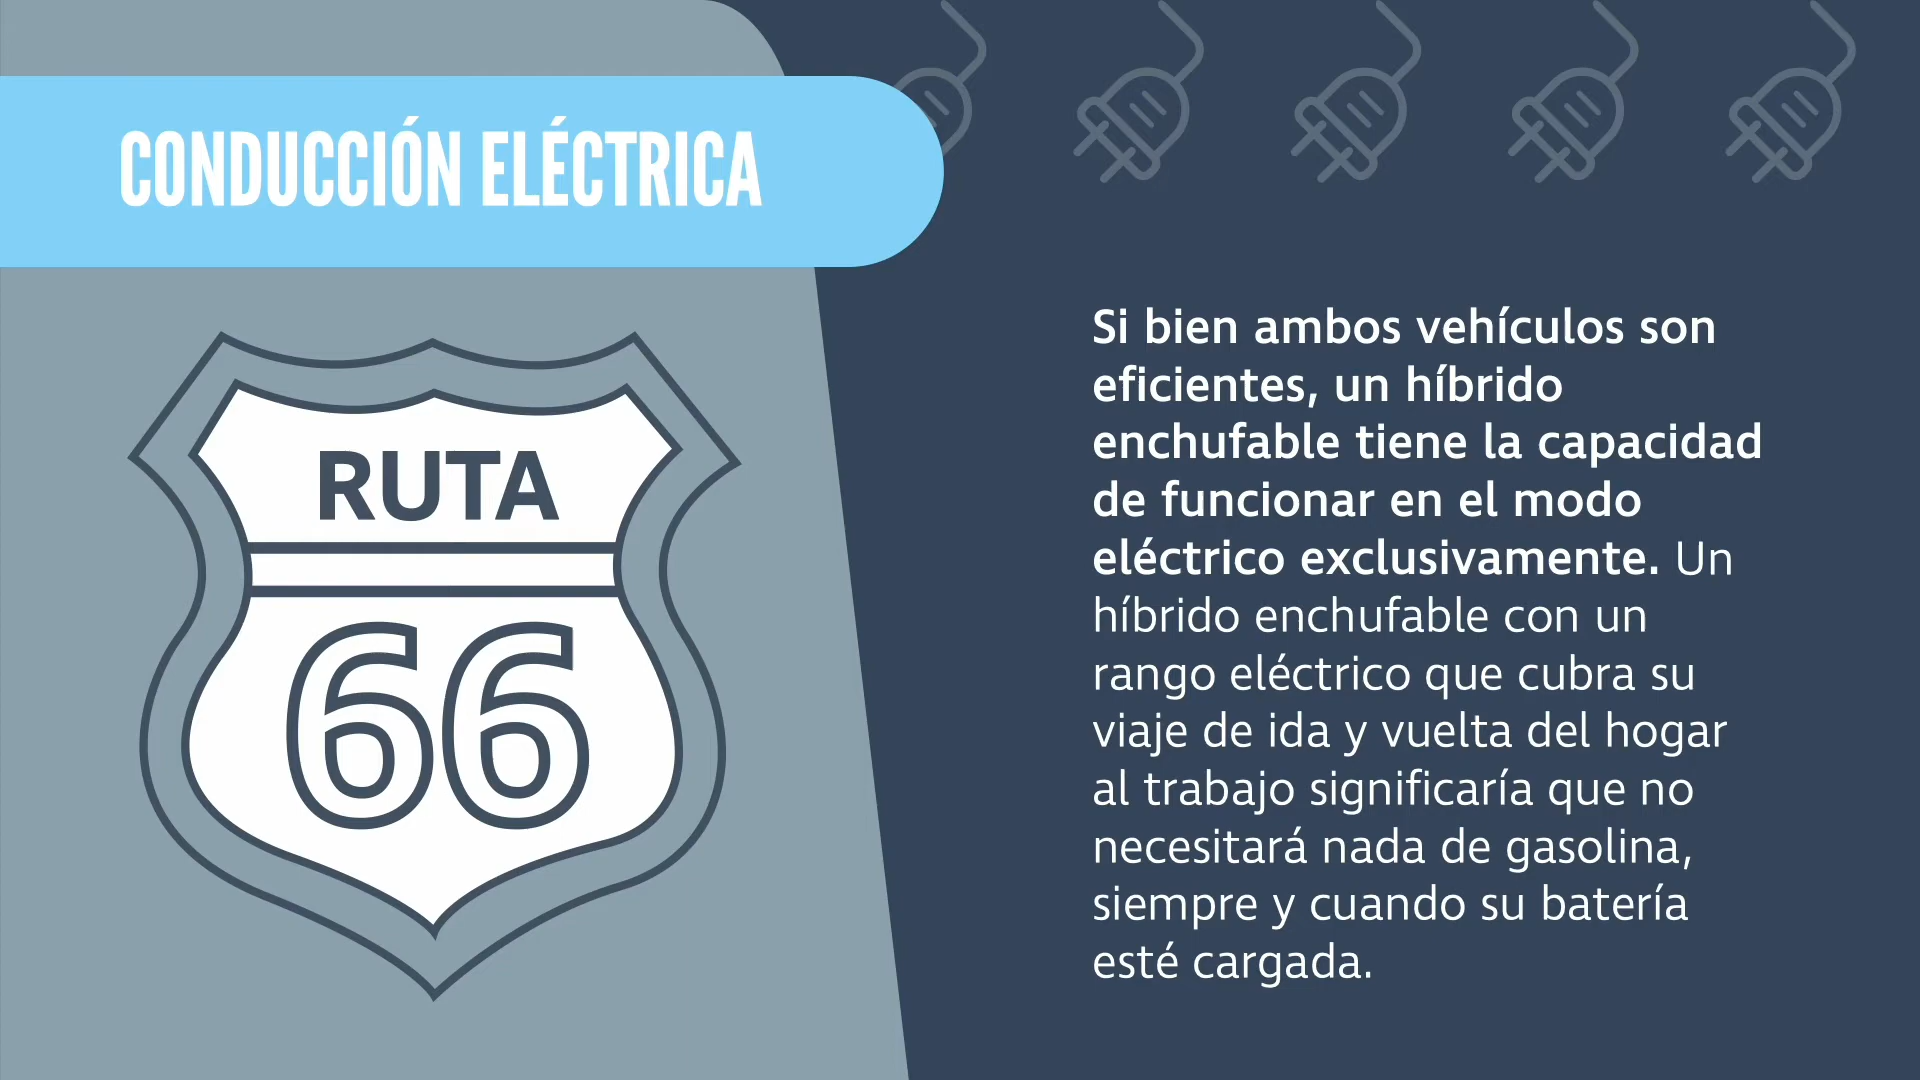 CONDUCCIÓN ELÉCTRICA
RUTA
66
Si bien ambos vehículos son
eficientes, un híbrido
enchufable tiene la capacidad
de funcionar en el modo
eléctrico exclusivamente. Un
híbrido enchufable con un
rango eléctrico que cubra su
viaje de ida y vuelta del hogar
al trabajo significaría que no
necesitará nada de gasolina,
siempre y cuando su batería
esté cargada.